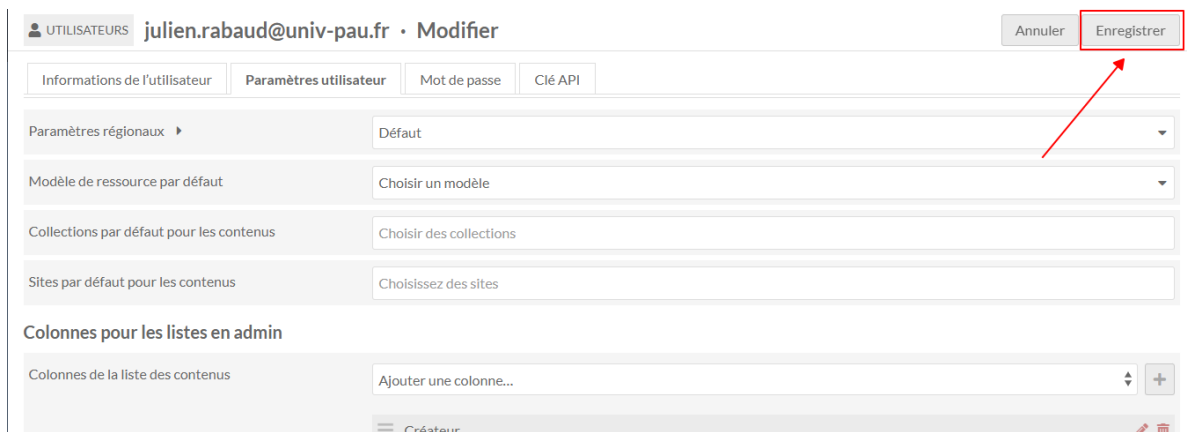 UTILISATEURS julien.rabaud@univ-pau.fr · Modifier Annuler Enregistrer
Informations de l'utilisateur Paramètres utilisateur Mot de passe Clé API
Paramètres régionaux Défaut
Modèle de ressource par défaut Choisir un modèle
Collections par défaut pour les contenus Choisir des collections
Sites par défaut pour les contenus Choisissez des sites
Colonnes pour les listes en admin
Colonnes de la liste des contenus Ajouter une colonne...
Créateur